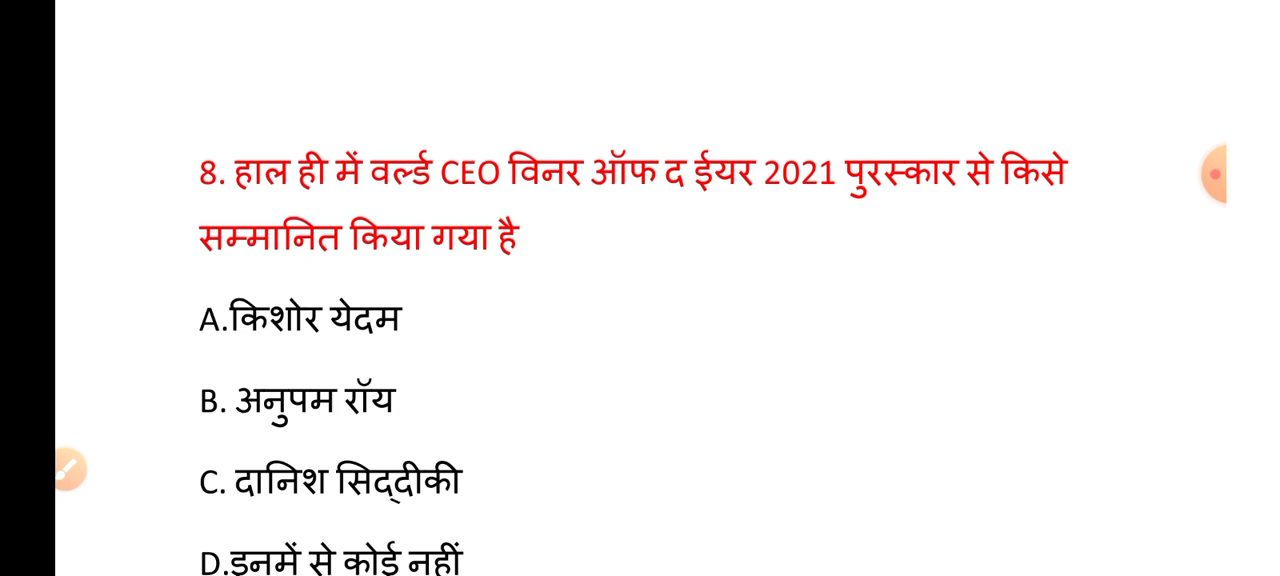 8. हाल ही में वर्ल्ड CEO विनर ऑफ द ईयर 2021 पुरस्कार से किसे
सम्मानित किया गया है
A.किशोर येदम
B. अनुपम रॉय
C. दानिश सिद्दीकी
D.इनमें से कोई नहीं